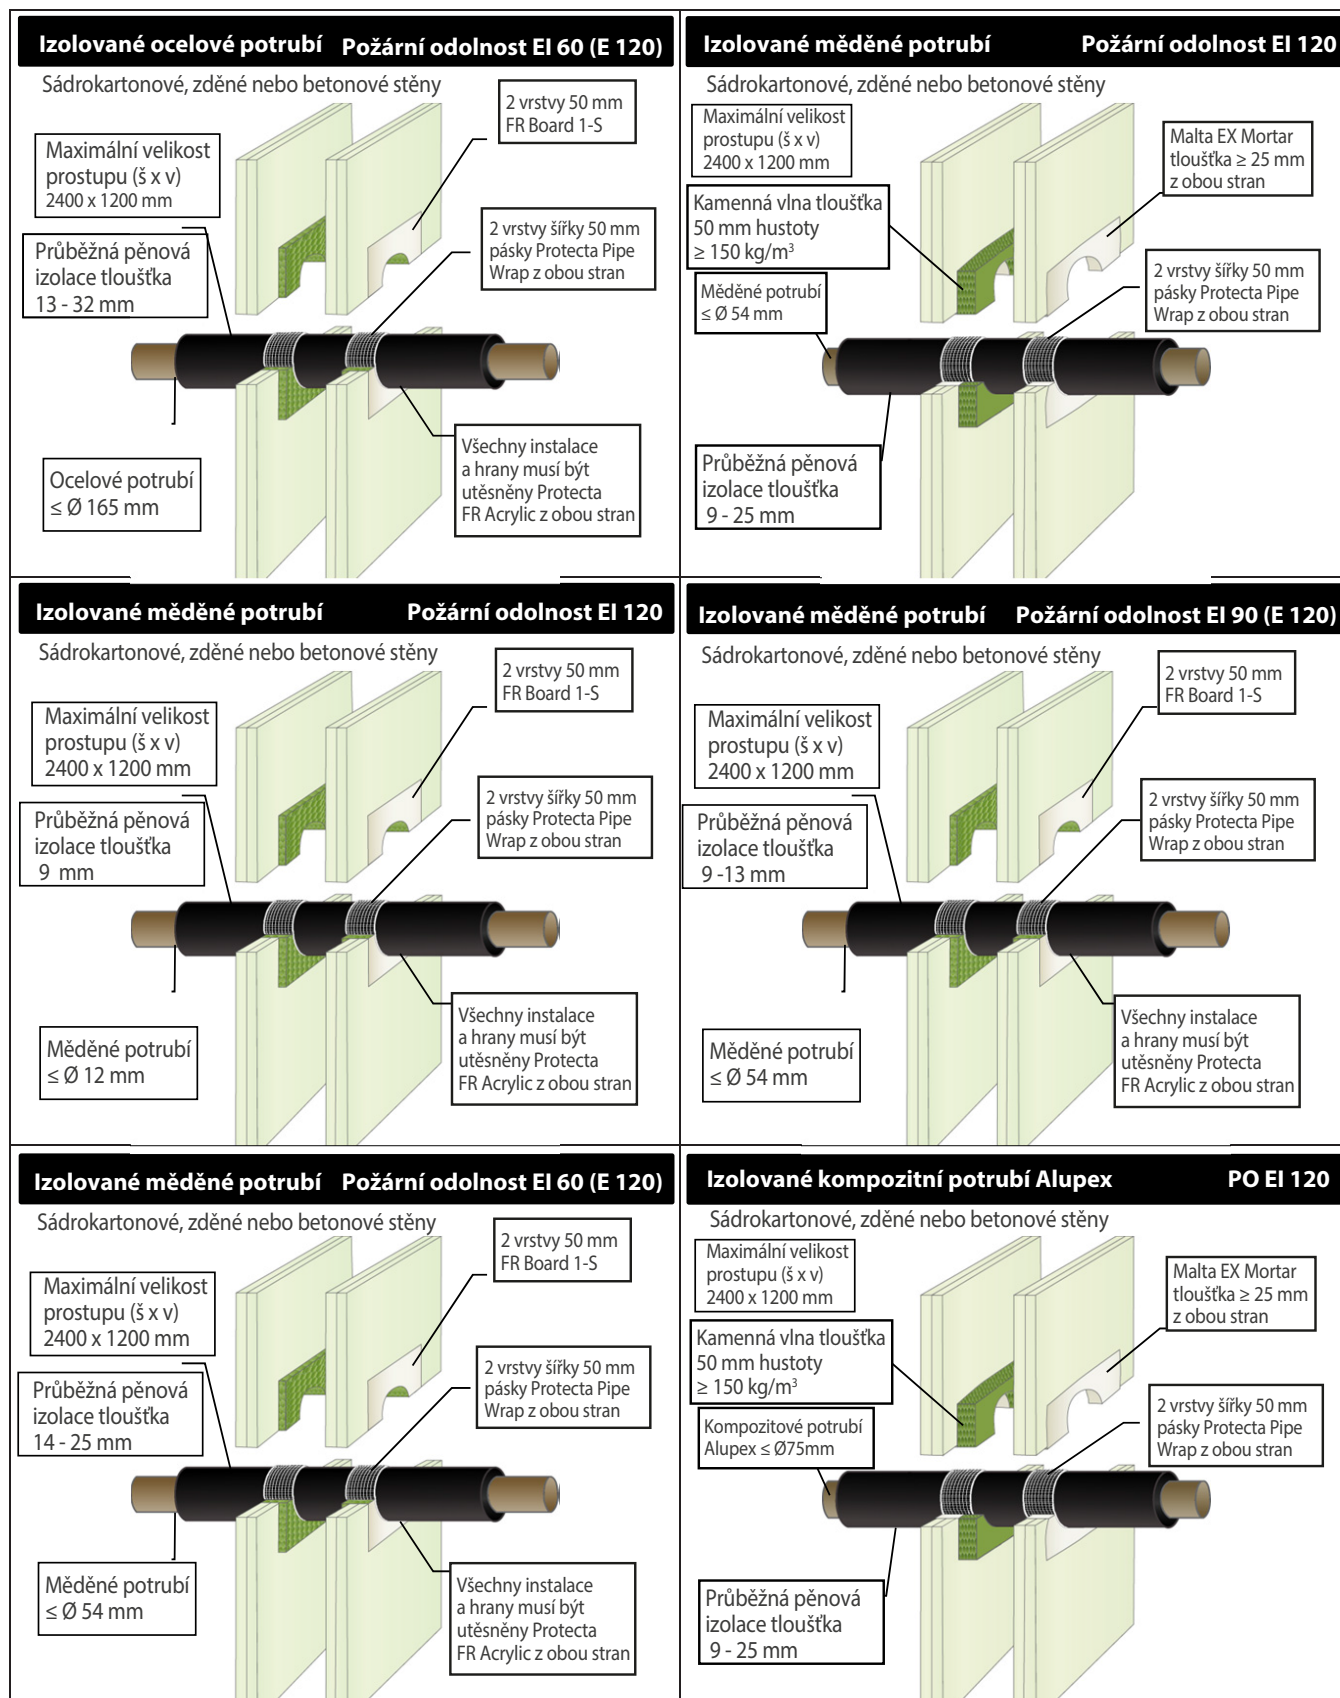 Izolované ocelové potrubí Požární odolnost EI 60 (E 120)
Sádrokartonové, zděné nebo betonové stěny
2 vrstvy 50 mm
FR Board 1-S
Maximální velikost
prostupu (š x v)
2400 x 1200 mm
2 vrstvy šířky 50 mm
pásky Protecta Pipe
Wrap z obou stran
Průběžná pěnová
izolace tloušťka
13 - 32 mm
Všechny instalace
a hrany musí být
utěsněny Protecta
FR Acrylic z obou stran
Ocelové potrubí
≤ Ø 165 mm
Izolované měděné potrubí Požární odolnost EI 120
Sádrokartonové, zděné nebo betonové stěny
Maximální velikost
prostupu (š x v)
2400 x 1200 mm
Malta EX Mortar
tloušťka ≥ 25 mm
z obou stran
Kamenná vlna tloušťka
50 mm hustoty
≥ 150 kg/m³
2 vrstvy šířky 50 mm
pásky Protecta Pipe
Wrap z obou stran
Měděné potrubí
≤ Ø 54 mm
Průběžná pěnová
izolace tloušťka
9 - 25 mm
Izolované měděné potrubí Požární odolnost EI 120
Sádrokartonové, zděné nebo betonové stěny
2 vrstvy 50 mm
FR Board 1-S
Maximální velikost
prostupu (š x v)
2400 x 1200 mm
2 vrstvy šířky 50 mm
pásky Protecta Pipe
Wrap z obou stran
Průběžná pěnová
izolace tloušťka
9 mm
Všechny instalace
a hrany musí být
utěsněny Protecta
FR Acrylic z obou stran
Měděné potrubí
≤ Ø 12 mm
Izolované měděné potrubí Požární odolnost EI 90 (E 120)
Sádrokartonové, zděné nebo betonové stěny
2 vrstvy 50 mm
FR Board 1-S
Maximální velikost
prostupu (š x v)
2400 x 1200 mm
2 vrstvy šířky 50 mm
pásky Protecta Pipe
Wrap z obou stran
Průběžná pěnová
izolace tloušťka
9 -13 mm
Všechny instalace
a hrany musí být
utěsněny Protecta
FR Acrylic z obou stran
Měděné potrubí
≤ Ø 54 mm
Izolované měděné potrubí Požární odolnost EI 60 (E 120)
Sádrokartonové, zděné nebo betonové stěny
2 vrstvy 50 mm
FR Board 1-S
Maximální velikost
prostupu (š x v)
2400 x 1200 mm
2 vrstvy šířky 50 mm
pásky Protecta Pipe
Wrap z obou stran
Průběžná pěnová
izolace tloušťka
14 - 25 mm
Všechny instalace
a hrany musí být
utěsněny Protecta
FR Acrylic z obou stran
Měděné potrubí
≤ Ø 54 mm
Izolované kompozitní potrubí Alupex PO EI 120
Sádrokartonové, zděné nebo betonové stěny
Maximální velikost
prostupu (š x v)
2400 x 1200 mm
Malta EX Mortar
tloušťka ≥ 25 mm
z obou stran
Kamenná vlna tloušťka
50 mm hustoty
≥ 150 kg/m³
2 vrstvy šířky 50 mm
pásky Protecta Pipe
Wrap z obou stran
Kompozitové potrubí
Alupex ≤ Ø75mm
Průběžná pěnová
izolace tloušťka
9 - 25 mm